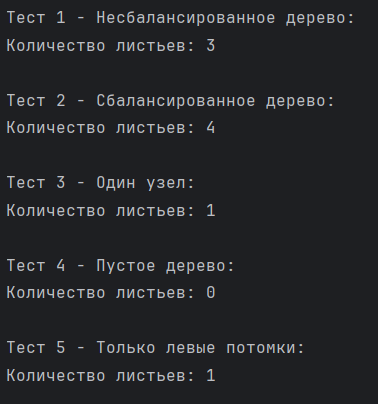 Тест 1 - Несбалансированное дерево:
Количество листьев: 3
Тест 2 - Сбалансированное дерево:
Количество листьев: 4
Тест 3 - Один узел:
Количество листьев: 1
Тест 4 - Пустое дерево:
Количество листьев: 0
Тест 5 - Только левые потомки:
Количество листьев: 1